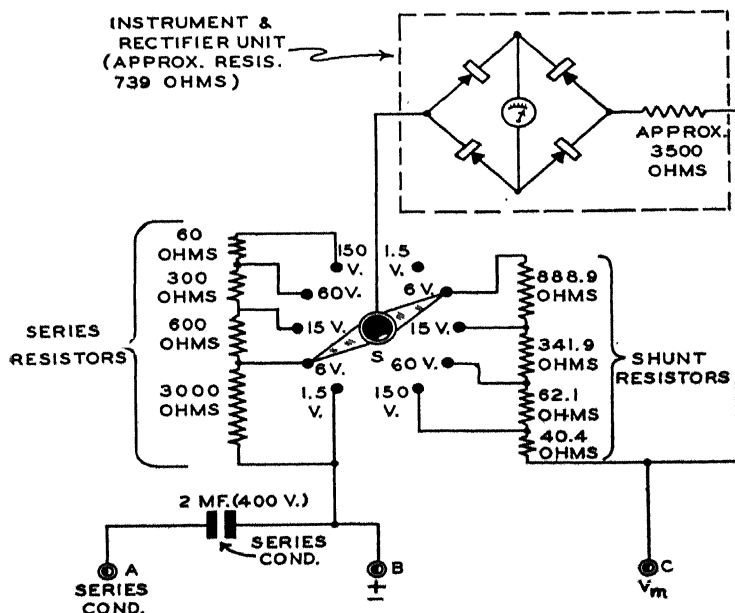 INSTRUMENT &
RECTIFIER UNIT
(APPROX. RESIS.
739 OHMS)
APPROX.
3500
OHMS
60
OHMS
300
OHMS
600
OHMS
3000
OHMS
SERIES
RESISTORS
150
V.
60V.
15 V.
6V.
1.5
V.
1.5
V.
6 V.
15 V.
60 V.
150
V.
S
888.9
OHMS
341.9
OHMS
62.1
OHMS
40.4
OHMS
SHUNT
RESISTORS
2 MF.(400 V.)
SERIES
COND.
A
SERIES
COND.
B
±
C
Vm